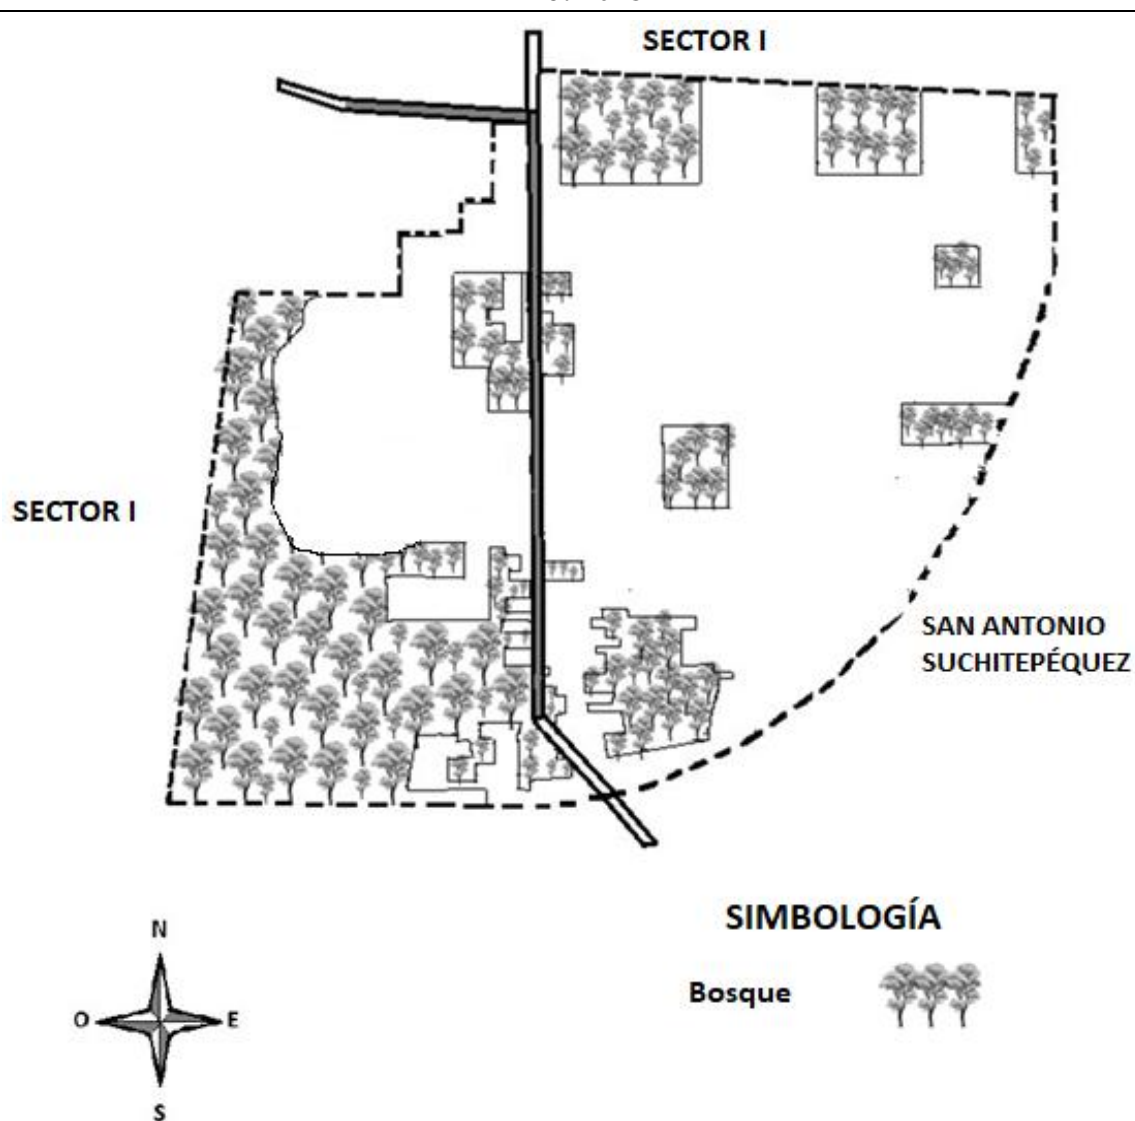 SECTOR I
SECTOR I
SAN ANTONIO
SUCHITEPÉQUEZ
SIMBOLOGÍA
Bosque
N
O
E
S